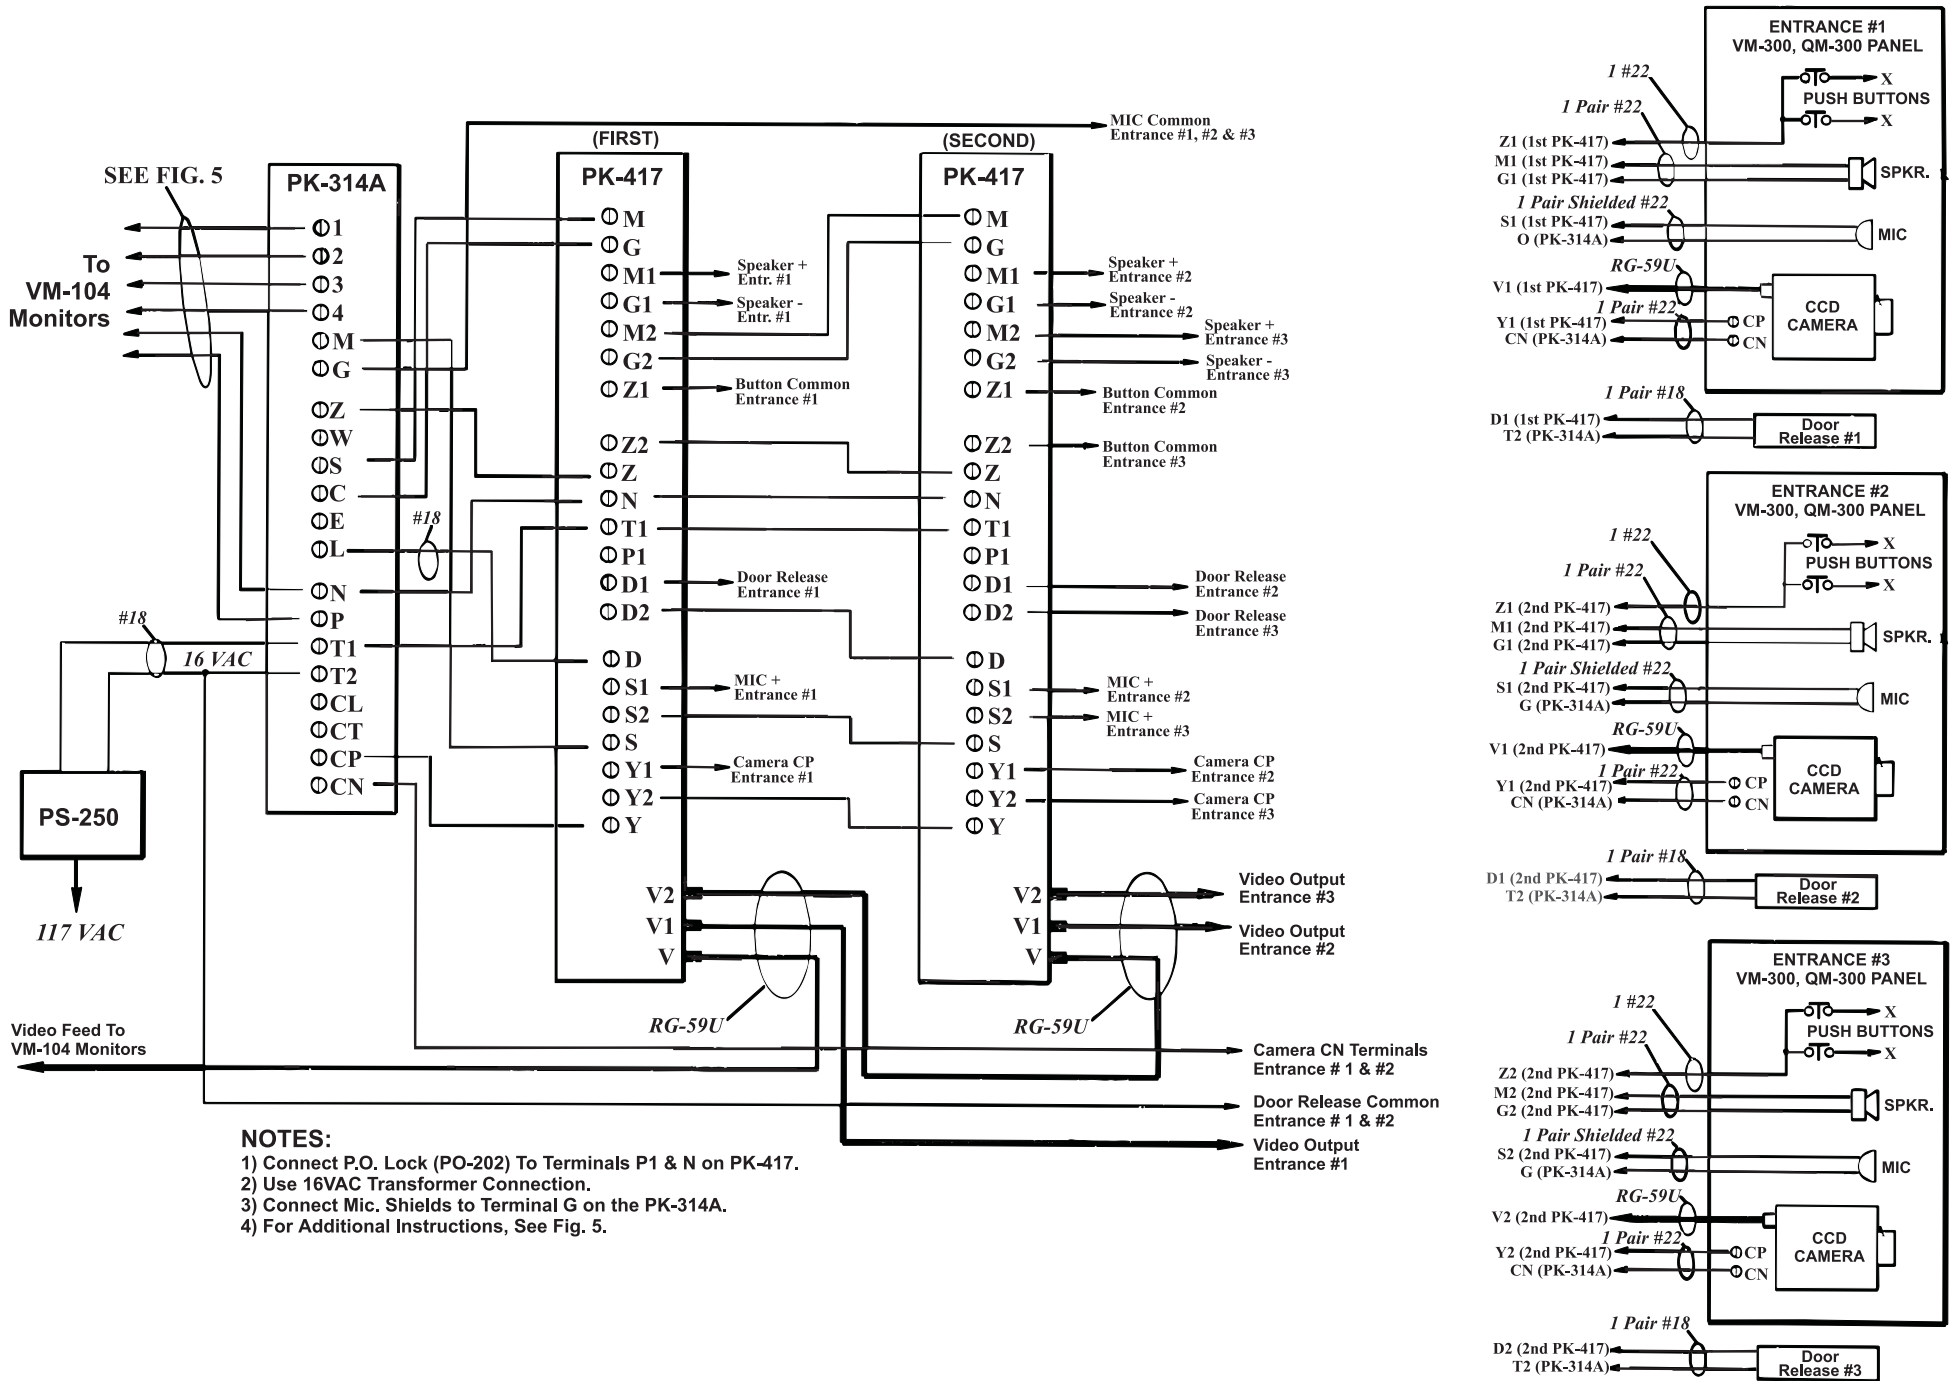 SEE FIG. 5
To
VM-104
Monitors
PK-314A
1
2
3
4
M
G
Z
W
S
C
E
L
N
P
T1
T2
CL
CT
CP
CN
#18
#18
16 VAC
PS-250
117 VAC
Video Feed To
VM-104 Monitors
(FIRST)
PK-417
M
G
M1
G1
M2
G2
Z1
Z2
Z
N
T1
P1
D1
D2
D
S1
S2
S
Y1
Y2
Y
V2
V1
V
Speaker +
Entr. #1
Speaker -
Entr. #1
Button Common
Entrance #1
Door Release
Entrance #1
MIC +
Entrance #1
Camera CP
Entrance #1
RG-59U
MIC Common
Entrance #1, #2 & #3
(SECOND)
PK-417
M
G
M1
G1
M2
G2
Z1
Z2
Z
N
T1
P1
D1
D2
D
S1
S2
S
Y1
Y2
Y
V2
V1
V
Speaker +
Entrance #2
Speaker -
Entrance #2
Speaker +
Entrance #3
Speaker -
Entrance #3
Button Common
Entrance #2
Button Common
Entrance #3
Door Release
Entrance #2
Door Release
Entrance #3
MIC +
Entrance #2
MIC +
Entrance #3
Camera CP
Entrance #2
Camera CP
Entrance #3
Video Output
Entrance #3
Video Output
Entrance #2
RG-59U
Camera CN Terminals
Entrance # 1 & #2
Door Release Common
Entrance # 1 & #2
Video Output
Entrance #1
NOTES:
1) Connect P.O. Lock (PO-202) To Terminals P1 & N on PK-417.
2) Use 16VAC Transformer Connection.
3) Connect Mic. Shields to Terminal G on the PK-314A.
4) For Additional Instructions, See Fig. 5.
ENTRANCE #1
VM-300, QM-300 PANEL
1 #22
X
PUSH BUTTONS
1 Pair #22
X
Z1 (1st PK-417)
M1 (1st PK-417)
SPKR.
G1 (1st PK-417)
1 Pair Shielded #22
S1 (1st PK-417)
MIC
O (PK-314A)
RG-59U
V1 (1st PK-417)
CCD
CAMERA
1 Pair #22
Y1 (1st PK-417)
CP
CN (PK-314A)
CN
1 Pair #18
D1 (1st PK-417)
T2 (PK-314A)
Door
Release #1
ENTRANCE #2
VM-300, QM-300 PANEL
1 #22
X
PUSH BUTTONS
1 Pair #22
X
Z1 (2nd PK-417)
M1 (2nd PK-417)
SPKR.
G1 (2nd PK-417)
1 Pair Shielded #22
S1 (2nd PK-417)
MIC
G (PK-314A)
RG-59U
V1 (2nd PK-417)
CCD
CAMERA
1 Pair #22
Y1 (2nd PK-417)
CP
CN (PK-314A)
CN
1 Pair #18
D1 (2nd PK-417)
T2 (PK-314A)
Door
Release #2
ENTRANCE #3
VM-300, QM-300 PANEL
1 #22
X
PUSH BUTTONS
1 Pair #22
X
Z2 (2nd PK-417)
M2 (2nd PK-417)
SPKR.
G2 (2nd PK-417)
1 Pair Shielded #22
S2 (2nd PK-417)
MIC
G (PK-314A)
RG-59U
V2 (2nd PK-417)
CCD
CAMERA
1 Pair #22
Y2 (2nd PK-417)
CP
CN (PK-314A)
CN
1 Pair #18
D2 (2nd PK-417)
T2 (PK-314A)
Door
Release #3